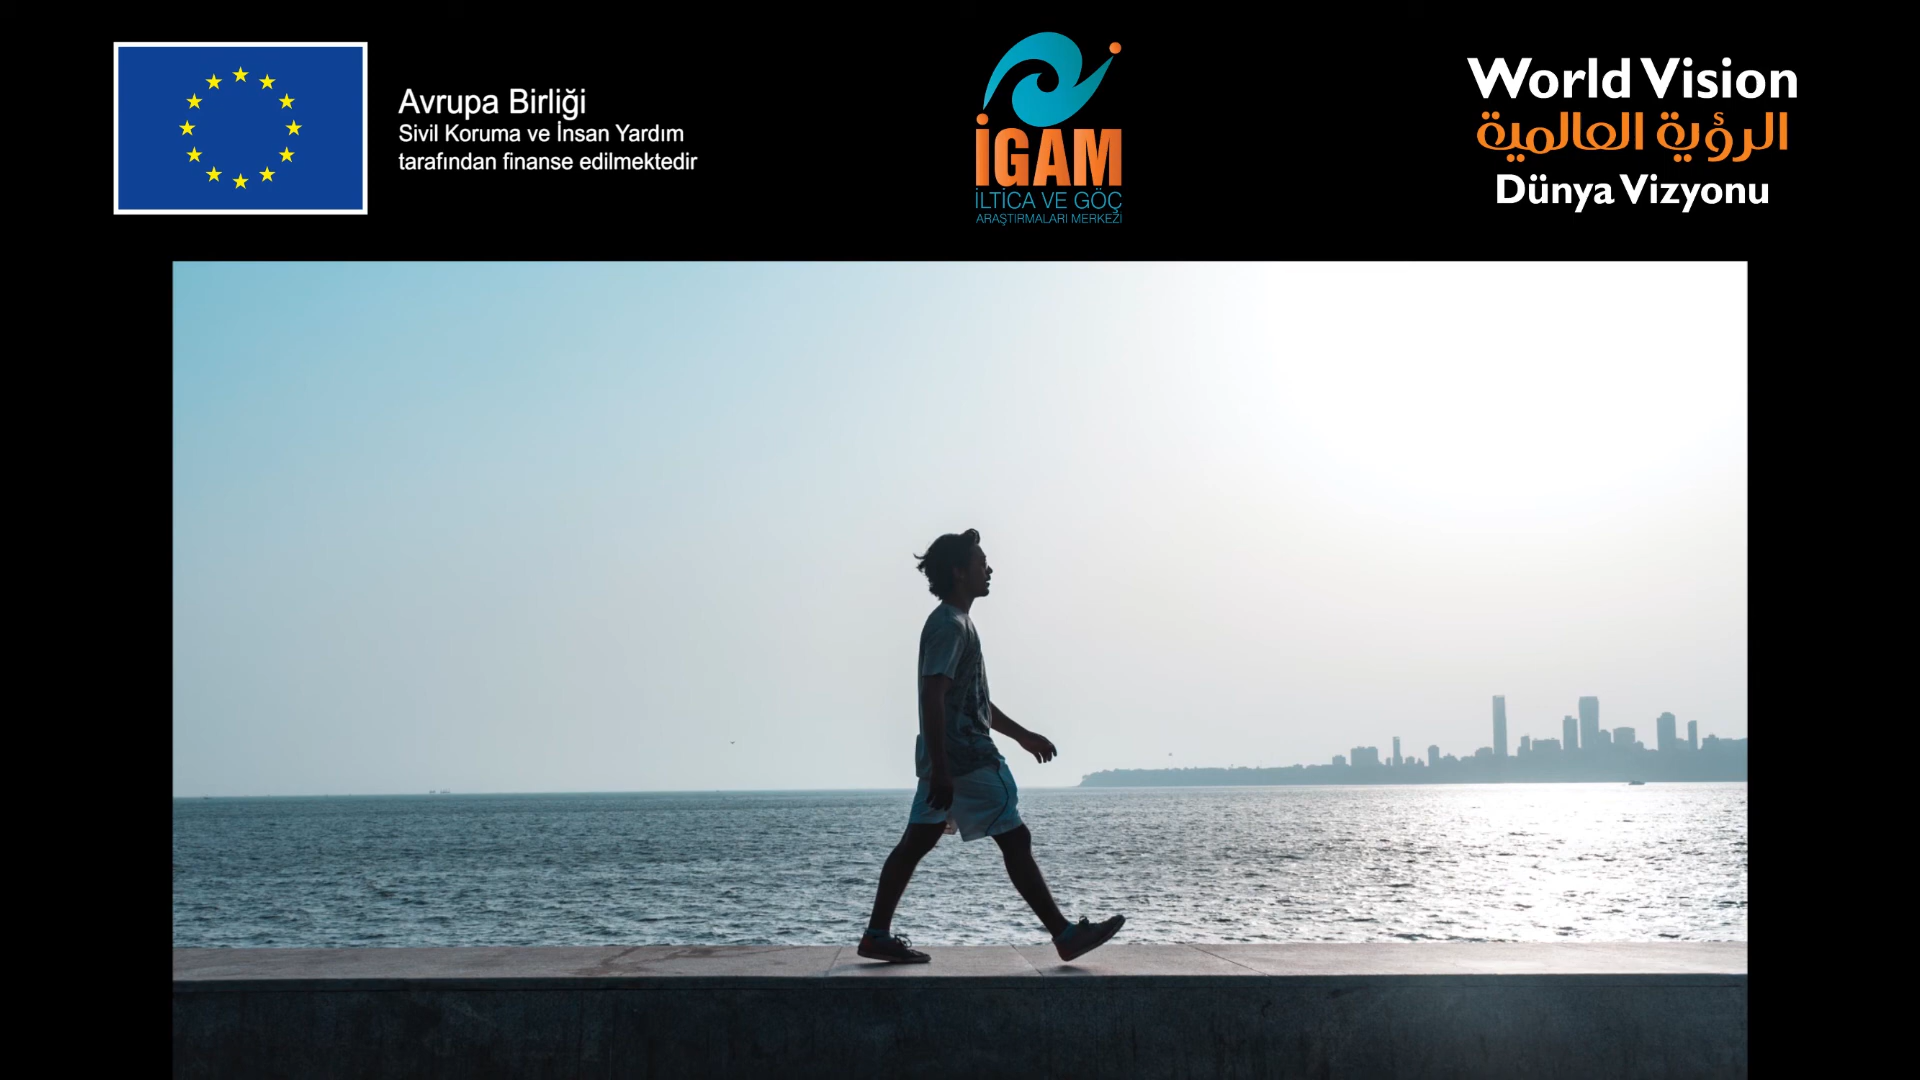 Avrupa Birliği
Sivil Koruma ve İnsan Yardım
tarafından finanse edilmektedir
İGAM
İLTİCA VE GÖÇ
ARAŞTIRMALARI MERKEZİ
World Vision
الرؤية العالمية
Dünya Vizyonu